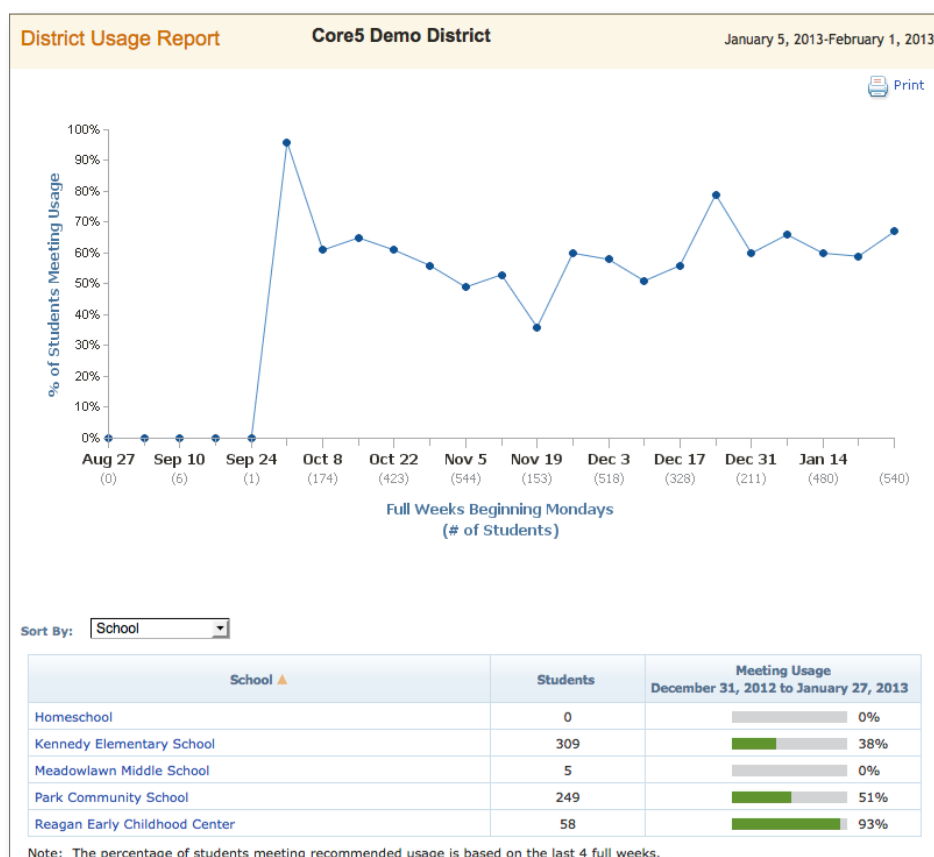 District Usage Report Core5 Demo District January 5, 2013-February 1, 2013
Print
100%
90%
80%
70%
60%
50%
40%
30%
20%
10%
0%
% of Students Meeting Usage
Aug 27 Sep 10 Sep 24 Oct 8 Oct 22 Nov 5 Nov 19 Dec 3 Dec 17 Dec 31 Jan 14
(0) (6) (1) (174) (423) (544) (153) (518) (328) (211) (480) (540)
Full Weeks Beginning Mondays
(# of Students)
Sort By: School
School Students Meeting Usage
December 31, 2012 to January 27, 2013
Homeschool 0 0%
Kennedy Elementary School 309 38%
Meadowlawn Middle School 5 0%
Park Community School 249 51%
Reagan Early Childhood Center 58 93%
Note: The percentage of students meeting recommended usage is based on the last 4 full weeks.